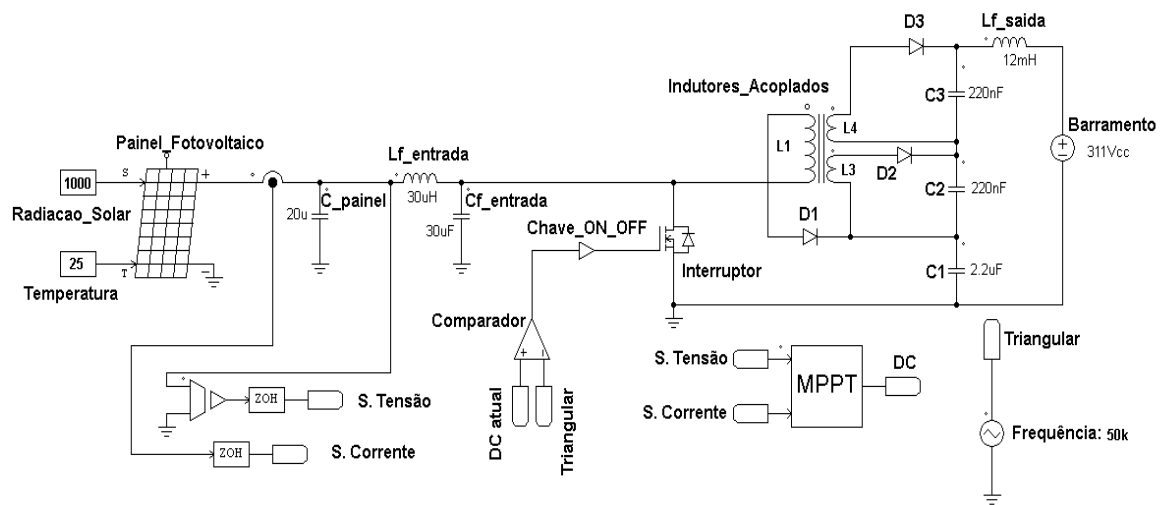 D3
Lf_saida
12mH
Indutores_Acoplados
C3
220nF
L1
L4
Barramento
311Vcc
Painel_Fotovoltaico
Lf_entrada
L3
D2
1000
S
+
C_painel
30uH
Cf_entrada
C2
220nF
Radiacao_Solar
20u
30uF
Chave_ON_OFF
D1
25
T
-
Interruptor
C1
2.2uF
Temperatura
Comparador
+
-
Triangular
S. Tensão
DC
MPPT
ZOH
S. Tensão
DC atual
Triangular
S. Corrente
Frequência: 50k
ZOH
S. Corrente